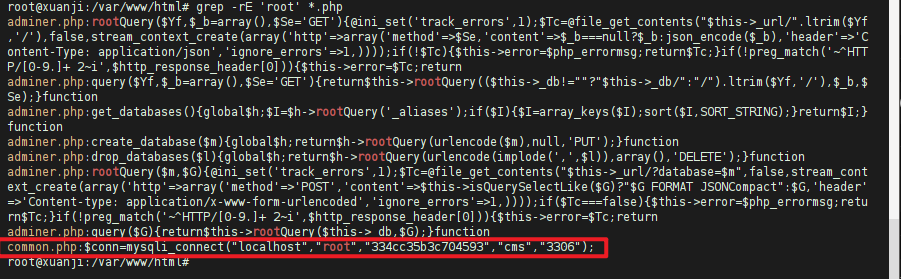 root@xuanji:/var/www/html# grep -rE 'root' *.php
adminer.php:rootQuery($Yf,$_b=array(),$Se='GET'){@ini_set('track_errors',1);$Tc=@file_get_contents("$this->_url/".ltrim($Yf
,'/'),false,stream_context_create(array('http'=>array('method'=>$Se,'content'=>$_b===null?$_b:json_encode($_b),'header'=>'C
ontent-Type: application/json','ignore_errors'=>1,))));if(!$Tc){$this->error=$php_errormsg;return$Tc;}if(!preg_match('~^HTT
P/[0-9.]+ 2~i',$http_response_header[0])){$this->error=$Tc;return
adminer.php:query($Yf,$_b=array(),$Se='GET'){return$this->rootQuery(($this->_db!=""?"$this->_db/":"/").ltrim($Yf,'/'),$_b,$
Se);}function
adminer.php:get_databases(){global$h;$I=$h->rootQuery('_aliases');if($I){$I=array_keys($I);sort($I,SORT_STRING);}return$I;}
function
adminer.php:create_database($m){global$h;return$h->rootQuery(urlencode($m),null,'PUT');}function
adminer.php:drop_databases($l){global$h;return$h->rootQuery(urlencode(implode(',',$l)),array(),'DELETE');}function
adminer.php:rootQuery($m,$G){@ini_set('track_errors',1);$Tc=@file_get_contents("$this->_url/?database=$m",false,stream_cont
ext_create(array('http'=>array('method'=>'POST','content'=>$this->isQuerySelectLike($G)?"$G FORMAT JSONCompact":$G,'header'
=>'Content-type: application/x-www-form-urlencoded','ignore_errors'=>1,))));if($Tc===false){$this->error=$php_errormsg;retu
rn$Tc;}if(!preg_match('~^HTTP/[0-9.]+ 2~i',$http_response_header[0])){$this->error=$Tc;return
adminer.php:query($G){return$this->rootQuery($this->_db,$G);}function
common.php:$conn=mysqli_connect("localhost","root","334cc35b3c704593","cms","3306");
root@xuanji:/var/www/html#